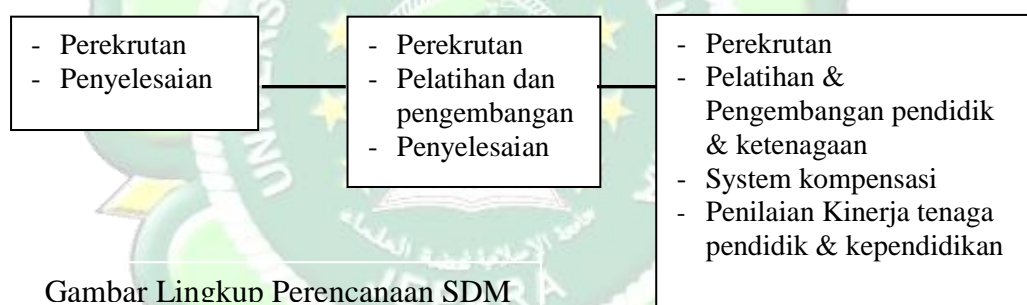 - Perekrutan
- Penyelesaian
- Perekrutan
- Pelatihan dan
pengembangan
- Penyelesaian
- Perekrutan
- Pelatihan &
Pengembangan pendidik
& ketenagaan
- System kompensasi
- Penilaian Kinerja tenaga
pendidik & kependidikan
Gambar Lingkup Perencanaan SDM